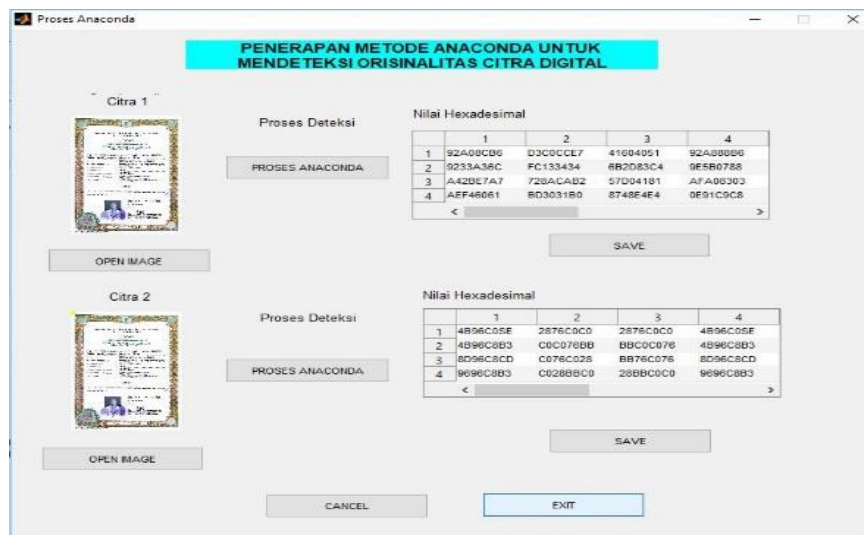 Proses Anaconda
PENERAPAN METODE ANACONDA UNTUK
MENDETEKSI ORISINALITAS CITRA DIGITAL
Citra 1
Proses Deteksi
PROSES ANACONDA
OPEN IMAGE
Nilai Hexadesimal
1 2 3 4
1 92A08CB6 D3C0CCE7 41604051 92A888B6
2 9233A36C FC133434 6B2D83C4 9E5B0788
3 A42BE7A7 728ACAB2 57D04181 AFA08303
4 AEF46061 BD3031B0 8748E4E4 0E91C9C8
SAVE
Citra 2
Proses Deteksi
PROSES ANACONDA
OPEN IMAGE
Nilai Hexadesimal
1 2 3 4
1 4B96C0SE 2876C0C0 2876C0C0 4B96C0SE
2 4B96C8B3 C0C076BB BBC0C076 4B96C8B3
3 8D96C8CD C076C028 BB76C076 8D96C8CD
4 9696C8B3 C028BBC0 28BBC0C0 9696C8B3
SAVE
CANCEL
EXIT